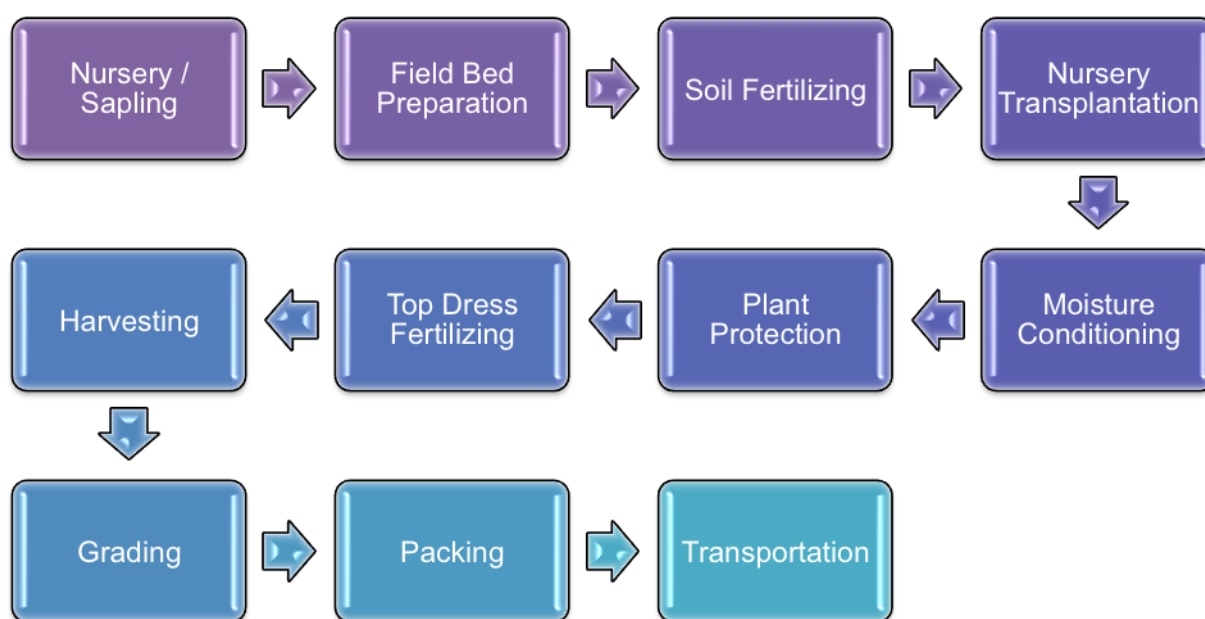 Nursery /
Sapling
Field Bed
Preparation
Soil Fertilizing
Nursery
Transplantation
Moisture
Conditioning
Plant
Protection
Top Dress
Fertilizing
Harvesting
Grading
Packing
Transportation